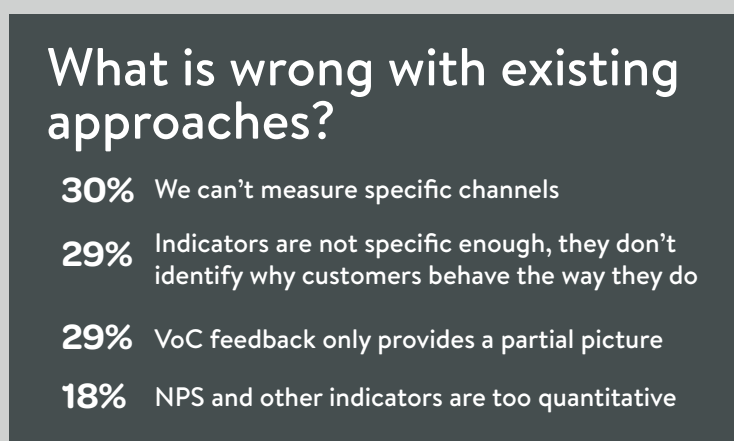 What is wrong with existing
approaches?
30% We can’t measure specific channels
29% Indicators are not specific enough, they don’t
identify why customers behave the way they do
29% VoC feedback only provides a partial picture
18% NPS and other indicators are too quantitative